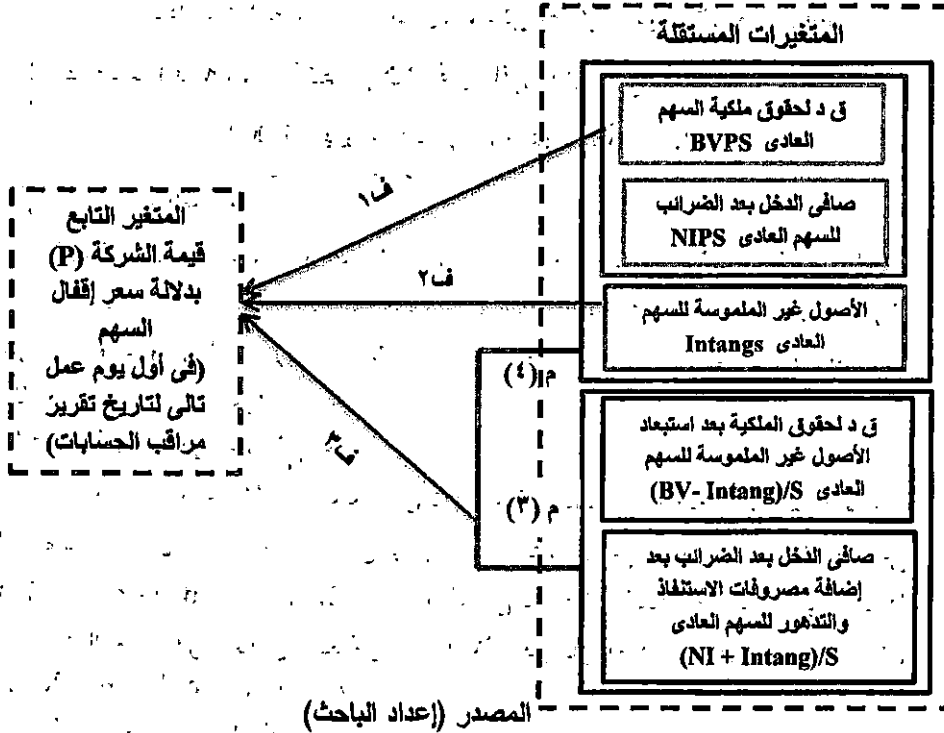 المتغيرات المستقلة
ق د لحقوق ملكية السهم
العادى BVPS
صافى الدخل بعد الضرائب
للسهم العادى NIPS
الأصول غير الملموسة للسهم
العادى Intangs
ق د لحقوق الملكية بعد استبعاد
الأصول غير الملموسة للسهم
العادى (BV- Intang)/S
صافى الدخل بعد الضرائب بعد
إضافة مصروفات الاستنفاذ
والتدهور للسهم العادى
(NI + Intang)/S
ف١
ف٢
ف٣
م (٤)
م (٣)
المتغير التابع
قيمة الشركة (P)
بدلالة سعر إقفال
السهم
(فى أول يوم عمل
تالى لتاريخ تقرير
مراقب الحسابات)
المصدر (إعداد الباحث)